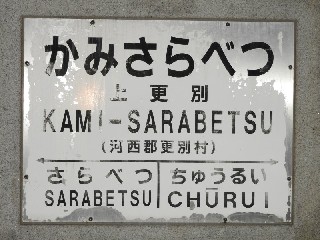 かみさらべつ
上更別
KAMI-SARABETSU
(河西郡更別村)
さらべつ ちゅうるい
SARABETSU CHŪRUI